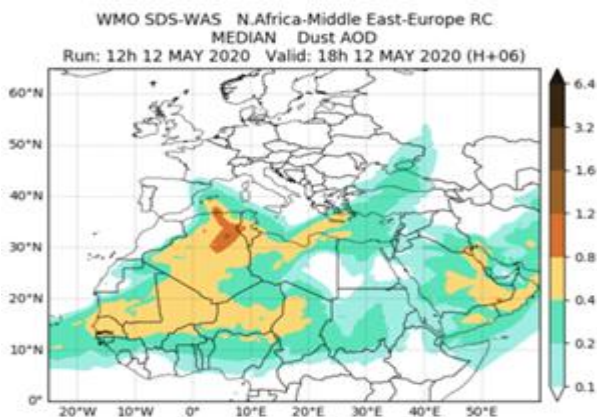 WMO SDS-WAS N.Africa-Middle East-Europe RC
MEDIAN Dust AOD
Run: 12h 12 MAY 2020 Valid: 18h 12 MAY 2020 (H+06)
60°N
50°N
40°N
30°N
20°N
10°N
0°
20°W
10°W
0°
10°E
20°E
30°E
40°E
50°E
6.4
3.2
1.6
1.2
0.8
0.4
0.2
0.1